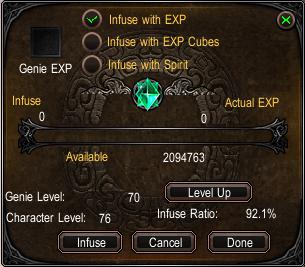 Infuse with EXP
Infuse with EXP Cubes
Genie EXP
Infuse with Spirit
Infuse
Actual EXP
0
0
Available 2094763
Genie Level: 70
Level Up
Character Level: 76
Infuse Ratio: 92.1%
Infuse Cancel Done